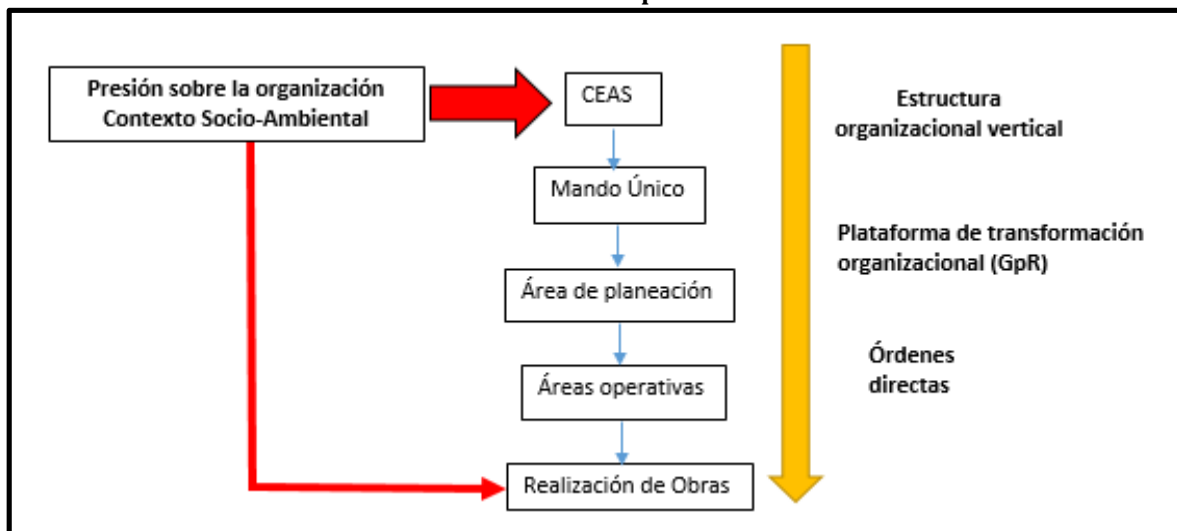 Presión sobre la organización
Contexto Socio-Ambiental
CEAS
Mando Único
Área de planeación
Áreas operativas
Realización de Obras
Estructura
organizacional vertical
Plataforma de transformación
organizacional (GpR)
Órdenes
directas